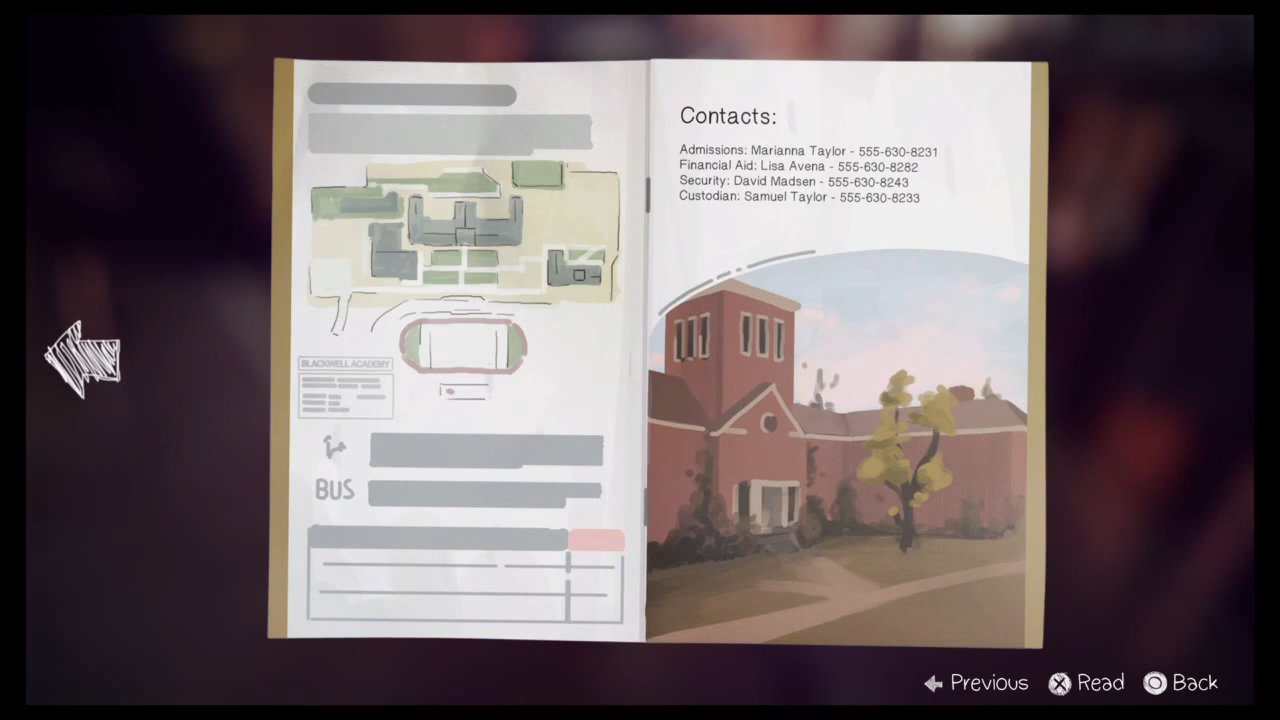 BLACKWELL ACADEMY
BUS
Contacts:
Admissions: Marianna Taylor - 555-630-8231
Financial Aid: Lisa Avena - 555-630-8282
Security: David Madsen - 555-630-8243
Custodian: Samuel Taylor - 555-630-8233
Previous
Read
Back